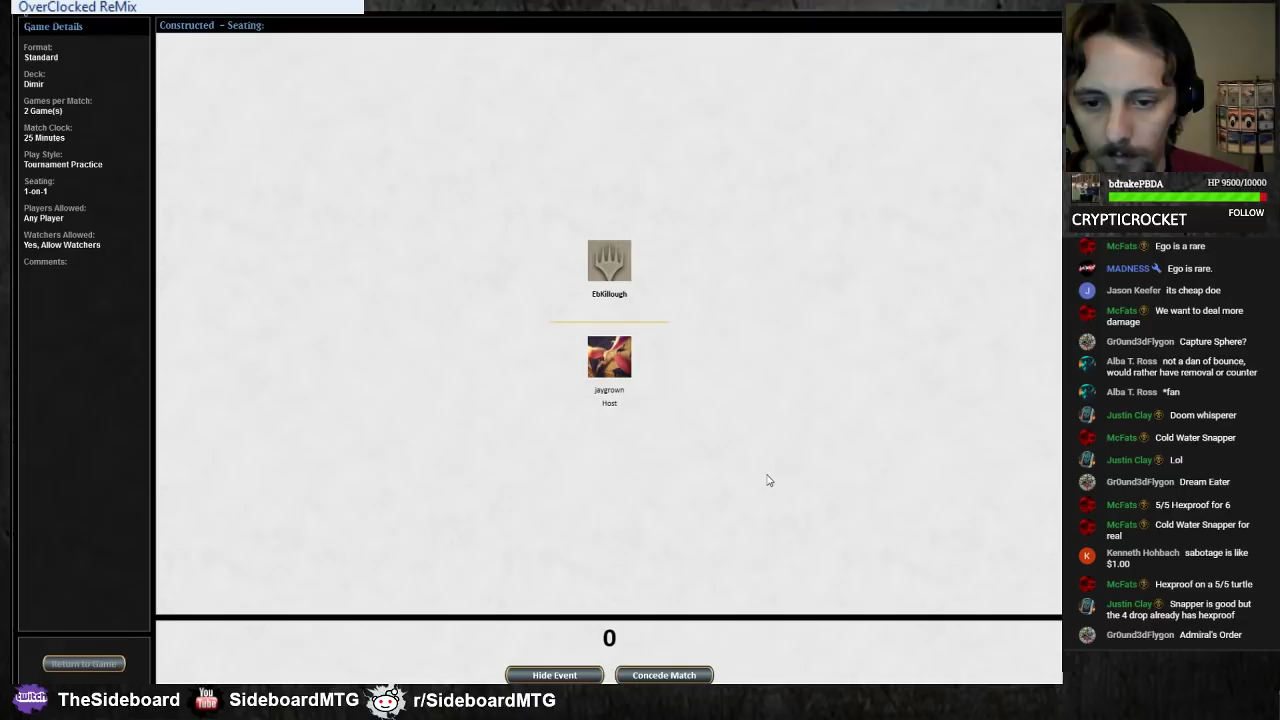 OverClocked ReMix
Game Details
Format:
Standard
Deck:
Dimir
Games per Match:
2 Game(s)
Match Clock:
25 Minutes
Play Style:
Tournament Practice
Seating:
1-on-1
Players Allowed:
Any Player
Watchers Allowed:
Yes, Allow Watchers
Comments:
Return to Game
Constructed - Seating:
EbKillough
jaygrown
Host
0
Hide Event
Concede Match
bdrakePBDA
HP 9500/10000
CRYPTICROCKET
FOLLOW
McFats Ego is a rare
MADNESS Ego is rare.
Jason Keefer its cheap doe
McFats We want to deal more
damage
Gr0und3dFlygon Capture Sphere?
Alba T. Ross not a dan of bounce,
would rather have removal or counter
Alba T. Ross *fan
Justin Clay Doom whisperer
McFats Cold Water Snapper
Justin Clay Lol
Gr0und3dFlygon Dream Eater
McFats 5/5 Hexproof for 6
McFats Cold Water Snapper for
real
Kenneth Hohbach sabotage is like
$1.00
McFats Hexproof on a 5/5 turtle
Justin Clay Snapper is good but
the 4 drop already has hexproof
Gr0und3dFlygon Admiral's Order
twitch TheSideboard You Tube SideboardMTG r/SideboardMTG